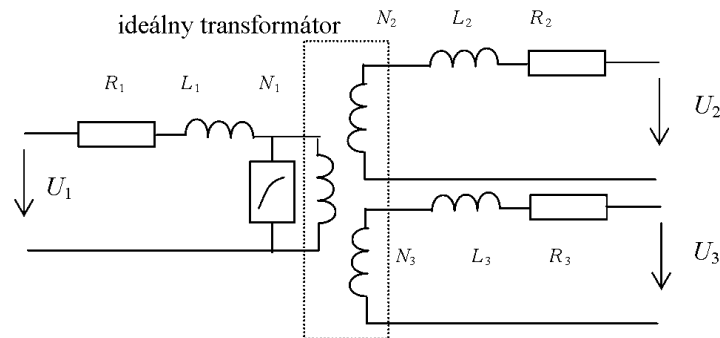 ideálny transformátor
N₂ L₂ R₂
R₁ L₁ N₁
U₂
U₁
N₃ L₃ R₃
U₃